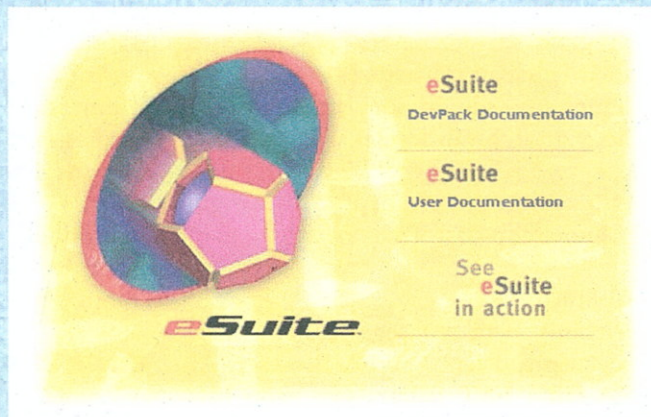 eSuite
DevPack Documentation
eSuite
User Documentation
See
eSuite
in action
eSuite